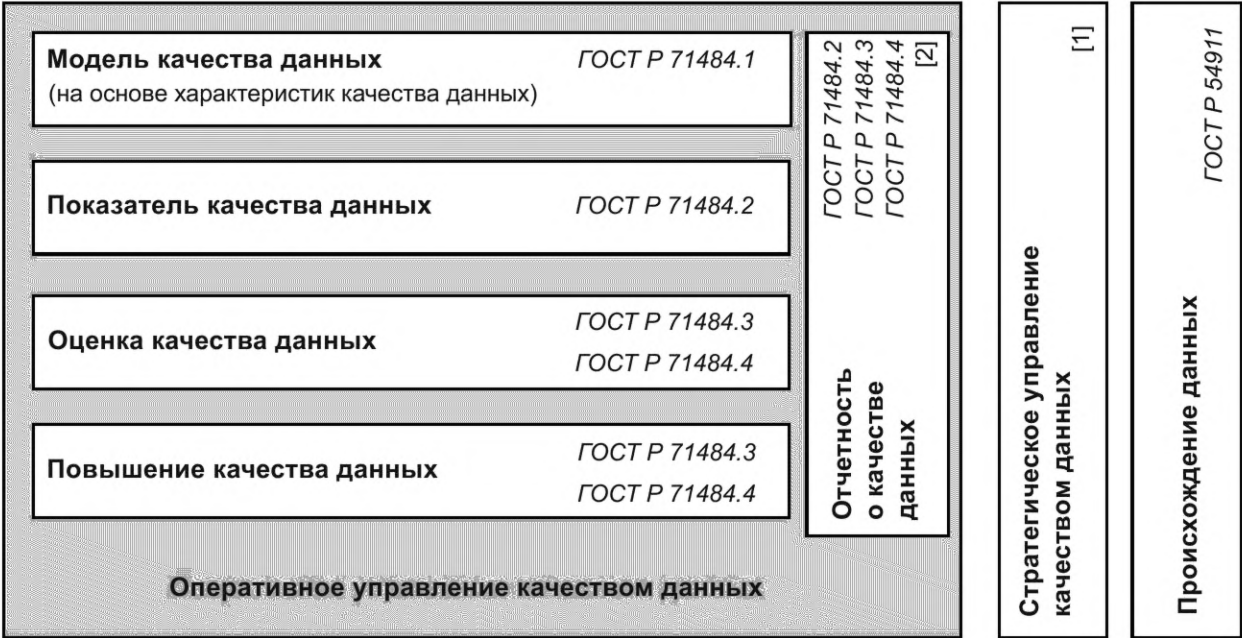 Модель качества данных ГОСТ Р 71484.1
(на основе характеристик качества данных)
Показатель качества данных ГОСТ Р 71484.2
Оценка качества данных
ГОСТ Р 71484.3
ГОСТ Р 71484.4
Повышение качества данных
ГОСТ Р 71484.3
ГОСТ Р 71484.4
Оперативное управление качеством данных
Отчетность
о качестве
данных
ГОСТ Р 71484.2
ГОСТ Р 71484.3
ГОСТ Р 71484.4
[2]
Стратегическое управление
качеством данных
[1]
Происхождение данных
ГОСТ Р 54911